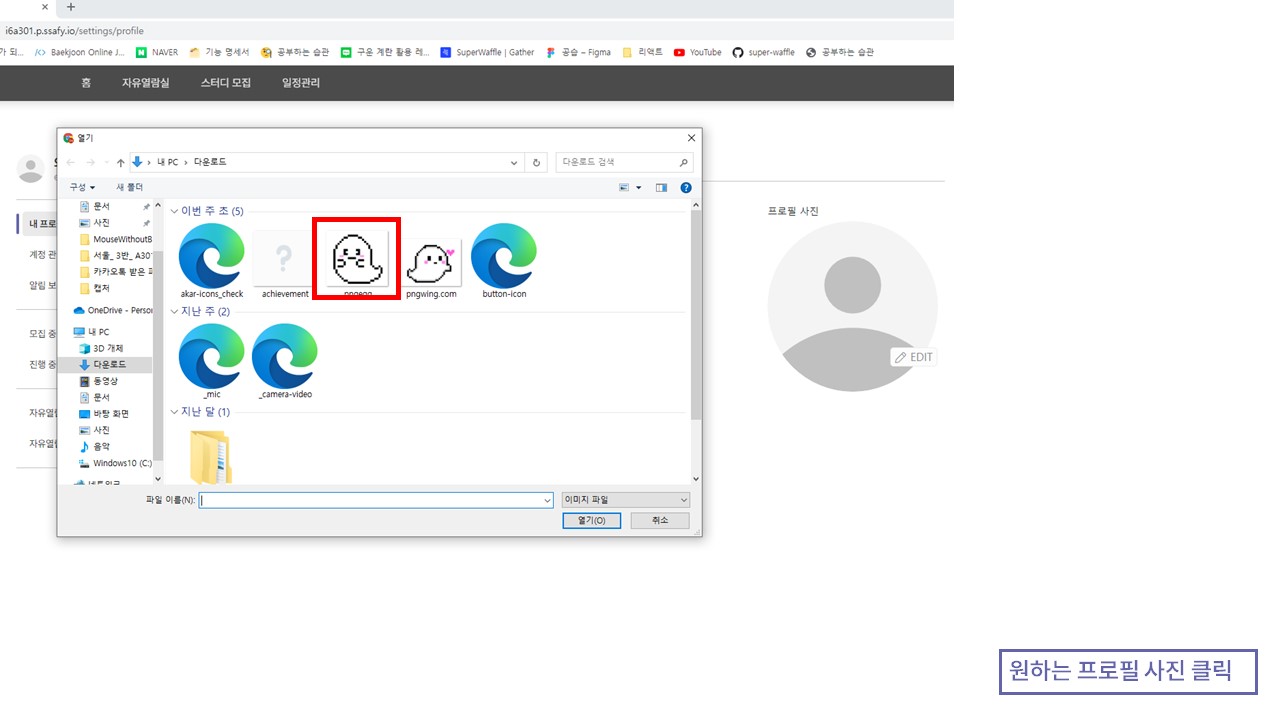 i6a301.p.ssafy.io/settings/profile
가 되... Baekjoon Online J... NAVER 기능 명세서 공부하는 습관 구운 계란 활용 레... SuperWaffle | Gather 공습 – Figma 리액트 YouTube super-waffle 공부하는 습관
홈 자유열람실 스터디 모집 일정관리
열기
내 PC 다운로드 다운로드 검색
구성 새 폴더
문서
사진
MouseWithoutB
서울_3반_A30
카카오톡 받은 파
캡처
OneDrive - Person
내 PC
3D 개체
다운로드
동영상
문서
바탕 화면
사진
음악
Windows10 (C:)
네트워크
이번 주 초 (5)
akar-icons_check achievement pngegg pngwing.com button-icon
지난 주 (2)
_mic _camera-video
지난 달 (1)
파일 이름(N): 이미지 파일
열기(O) 취소
내 프로
계정 관
알림 보
모집 중
진행 중
자유열
자유열
프로필 사진
EDIT
원하는 프로필 사진 클릭